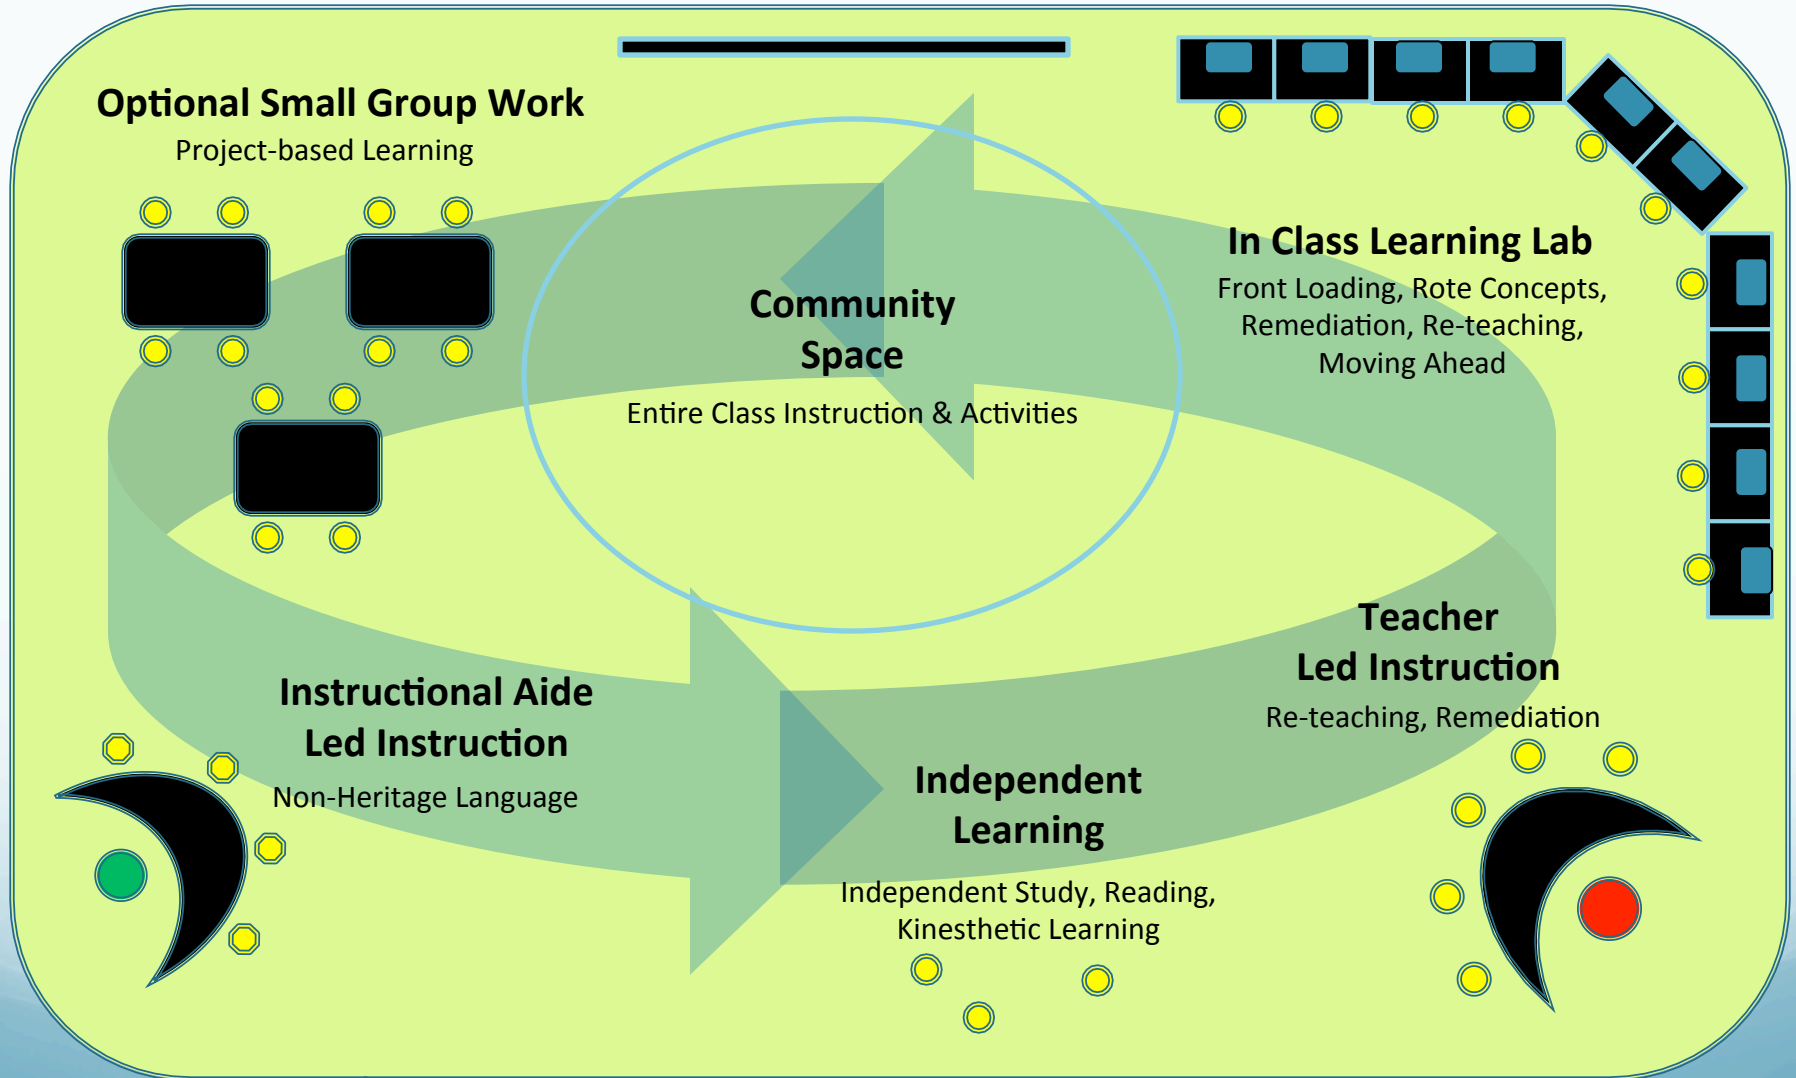 Optional Small Group Work
Project-based Learning
Community
Space
Entire Class Instruction & Activities
In Class Learning Lab
Front Loading, Rote Concepts,
Remediation, Re-teaching,
Moving Ahead
Instructional Aide
Led Instruction
Non-Heritage Language
Independent
Learning
Independent Study, Reading,
Kinesthetic Learning
Teacher
Led Instruction
Re-teaching, Remediation